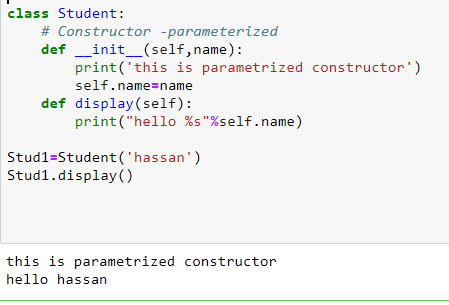 class Student:
    # Constructor -parameterized
    def __init__(self,name):
        print('this is parametrized constructor')
        self.name=name
    def display(self):
        print("hello %s"%self.name)

Stud1=Student('hassan')
Stud1.display()

this is parametrized constructor
hello hassan